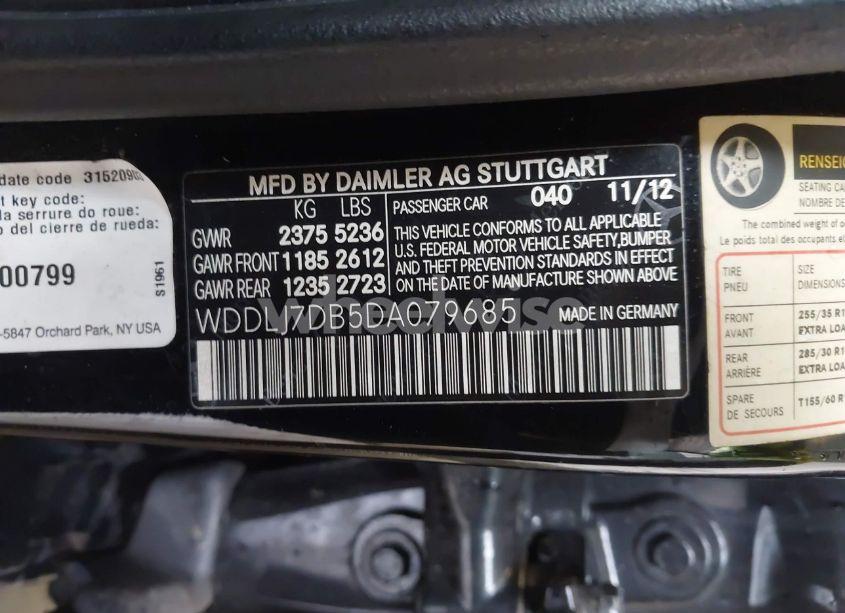 date code 3152090
t key code:
la serrure do roue:
o del cierre de rueda:
00799
S1961
-5847 Orchard Park, NY USA
MFD BY DAIMLER AG STUTTGART
KG LBS
GVWR 2375 5236
GAWR FRONT 1185 2612
GAWR REAR 1235 2723
PASSENGER CAR 040 11/12
THIS VEHICLE CONFORMS TO ALL APPLICABLE
U.S. FEDERAL MOTOR VEHICLE SAFETY, BUMPER
AND THEFT PREVENTION STANDARDS IN EFFECT
ON THE DATE OF MANUFACTURE SHOWN ABOVE
WDDLJ7DB5DA079685
MADE IN GERMANY
wheelwise
RENSEIG
SEATING CA
NOMBRE DE
The combined weight of o
Le poids total des occupants e
TIRE SIZE
PNEU DIMENSIONS
FRONT 255/35 R1
AVANT EXTRA LOA
REAR 285/30 R1
ARRIÈRE EXTRA LOA
SPARE T155/60 R
DE SECOURS